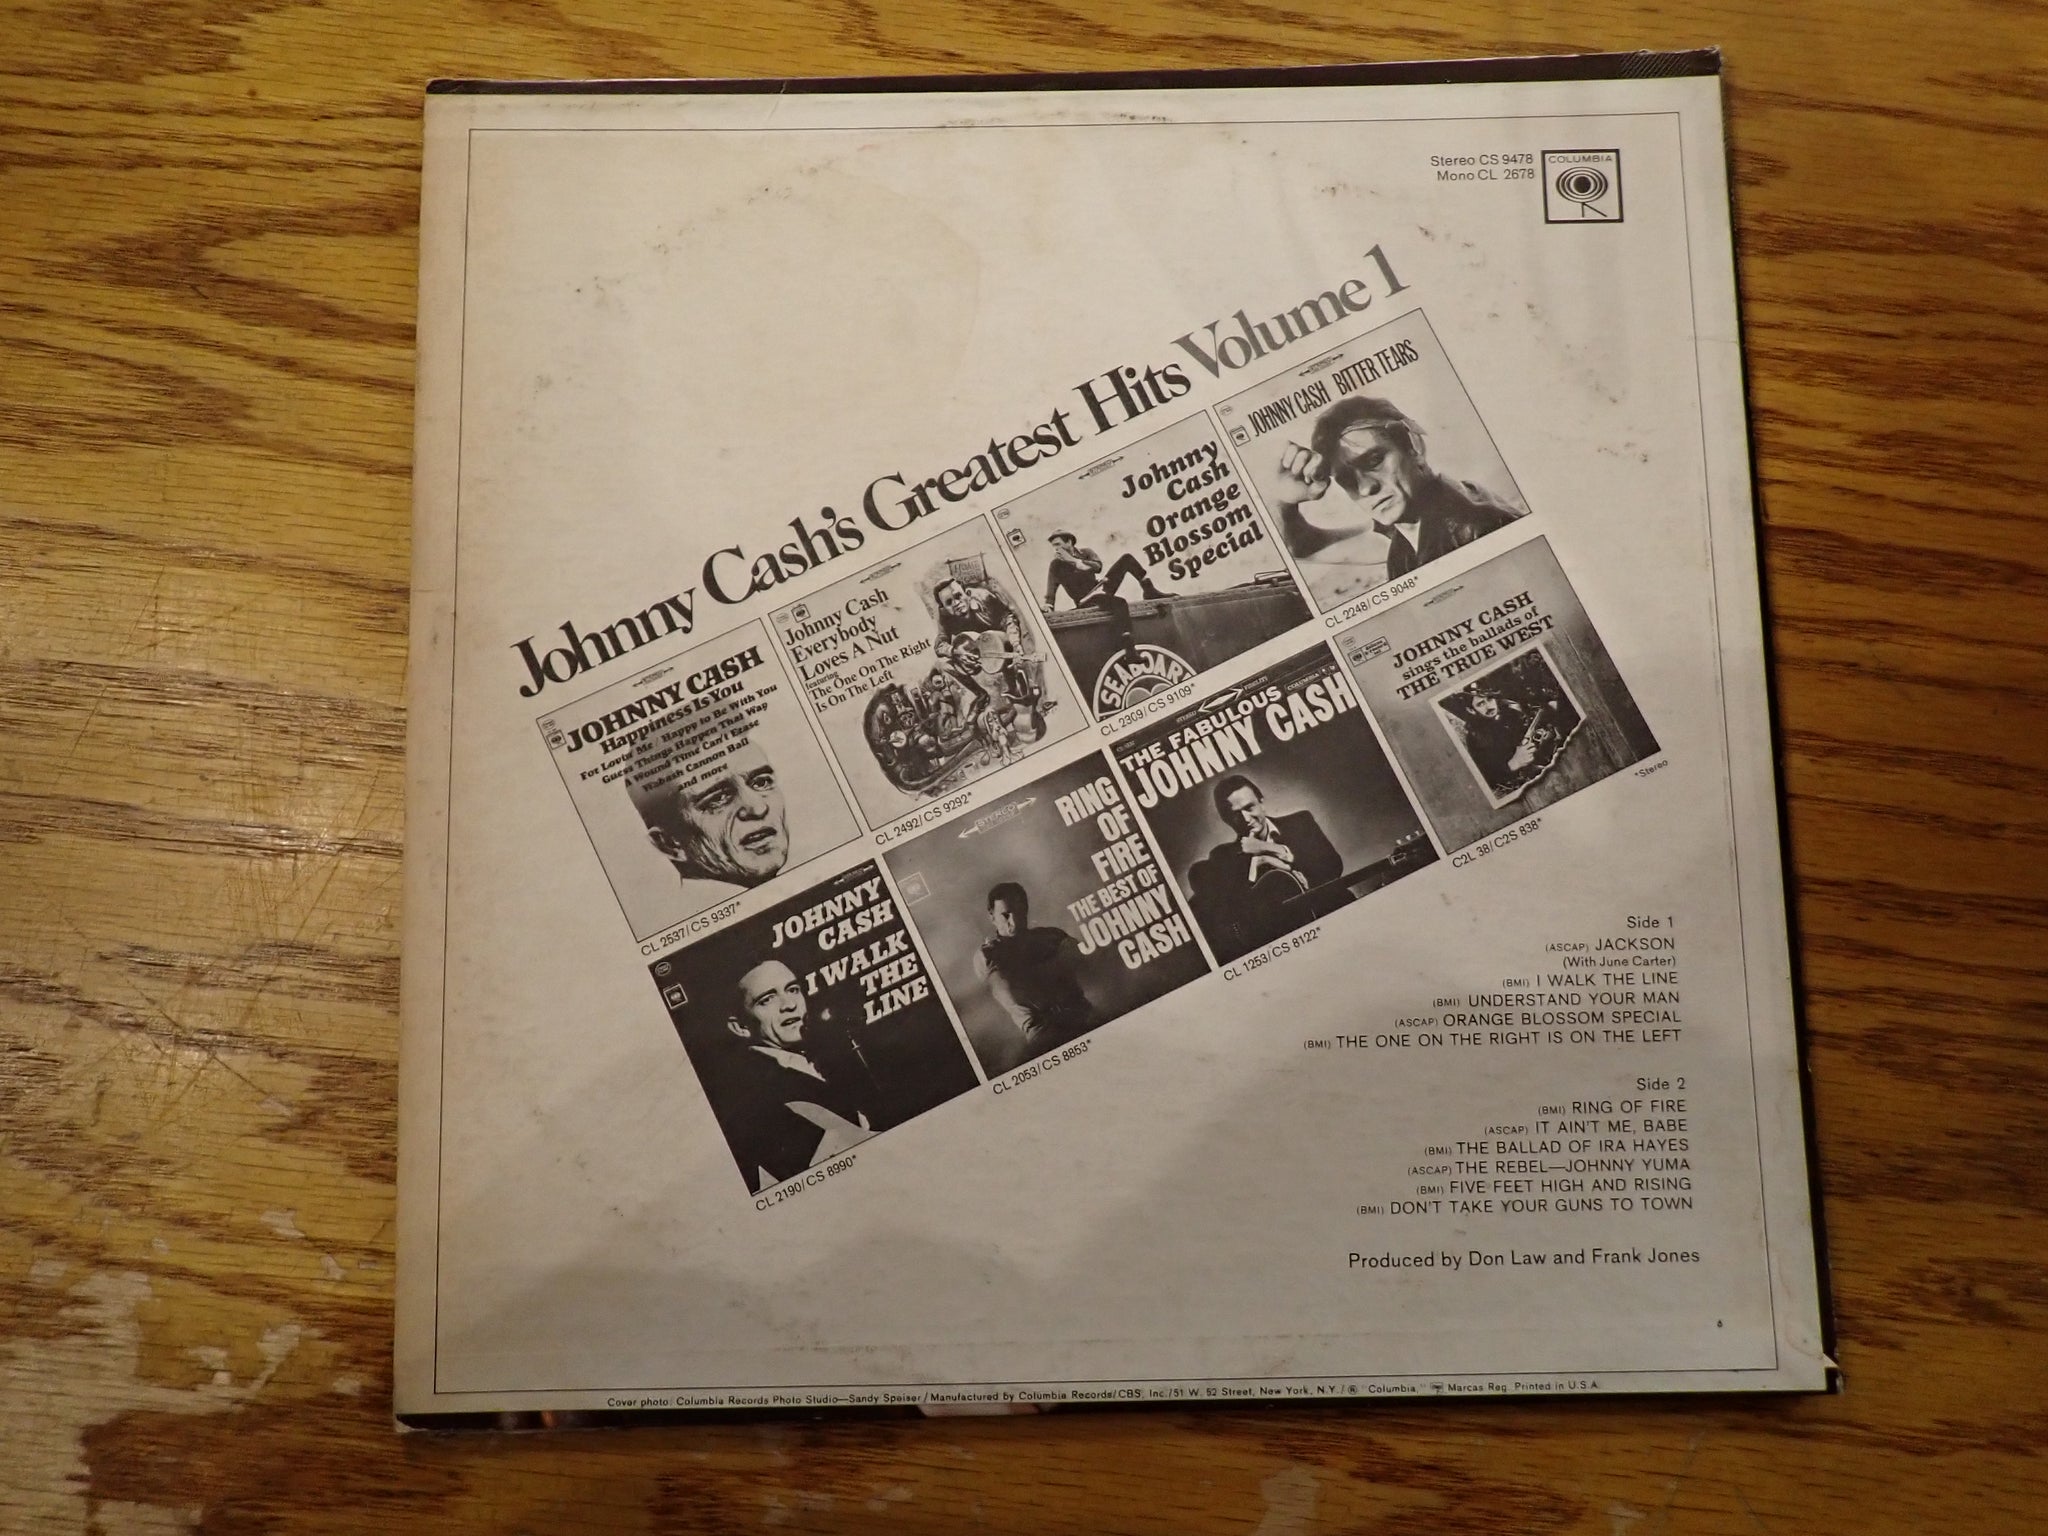 Stereo CS 9478
Mono CL 2678
COLUMBIA
Johnny Cash's Greatest Hits Volume 1
JOHNNY CASH
Happiness Is You
For Lovin' Me / Happy to Be With You
Guess Things Happen That Way
A Wound Time Can't Erase
Wabash Cannon Ball
and more
CL 2537/CS 9337*
Johnny Cash
Everybody
Loves A Nut
featuring
The One On The Right
Is On The Left
CL 2492/CS 9292*
Johnny
Cash
Orange
Blossom
Special
CL 2309/CS 9109*
JOHNNY CASH BITTER TEARS
CL 2248/CS 9048*
JOHNNY
CASH
I WALK
THE
LINE
CL 2190/CS 8990*
STEREO
RING
OF
FIRE
THE BEST OF
JOHNNY
CASH
CL 2053/CS 8853*
THE FABULOUS
JOHNNY CASH
CL 1253/CS 8122*
JOHNNY CASH
sings the ballads of
THE TRUE WEST
C2L 38/C2S 838*
*Stereo
Side 1
(ASCAP) JACKSON
(With June Carter)
(BMI) I WALK THE LINE
(BMI) UNDERSTAND YOUR MAN
(ASCAP) ORANGE BLOSSOM SPECIAL
(BMI) THE ONE ON THE RIGHT IS ON THE LEFT
Side 2
(BMI) RING OF FIRE
(ASCAP) IT AIN'T ME, BABE
(BMI) THE BALLAD OF IRA HAYES
(ASCAP) THE REBEL—JOHNNY YUMA
(BMI) FIVE FEET HIGH AND RISING
(BMI) DON'T TAKE YOUR GUNS TO TOWN
Produced by Don Law and Frank Jones
Cover photo: Columbia Records Photo Studio—Sandy Speiser / Manufactured by Columbia Records/CBS, Inc./51 W. 52 Street, New York, N.Y./ ® "Columbia," Marcas Reg. Printed in U.S.A.